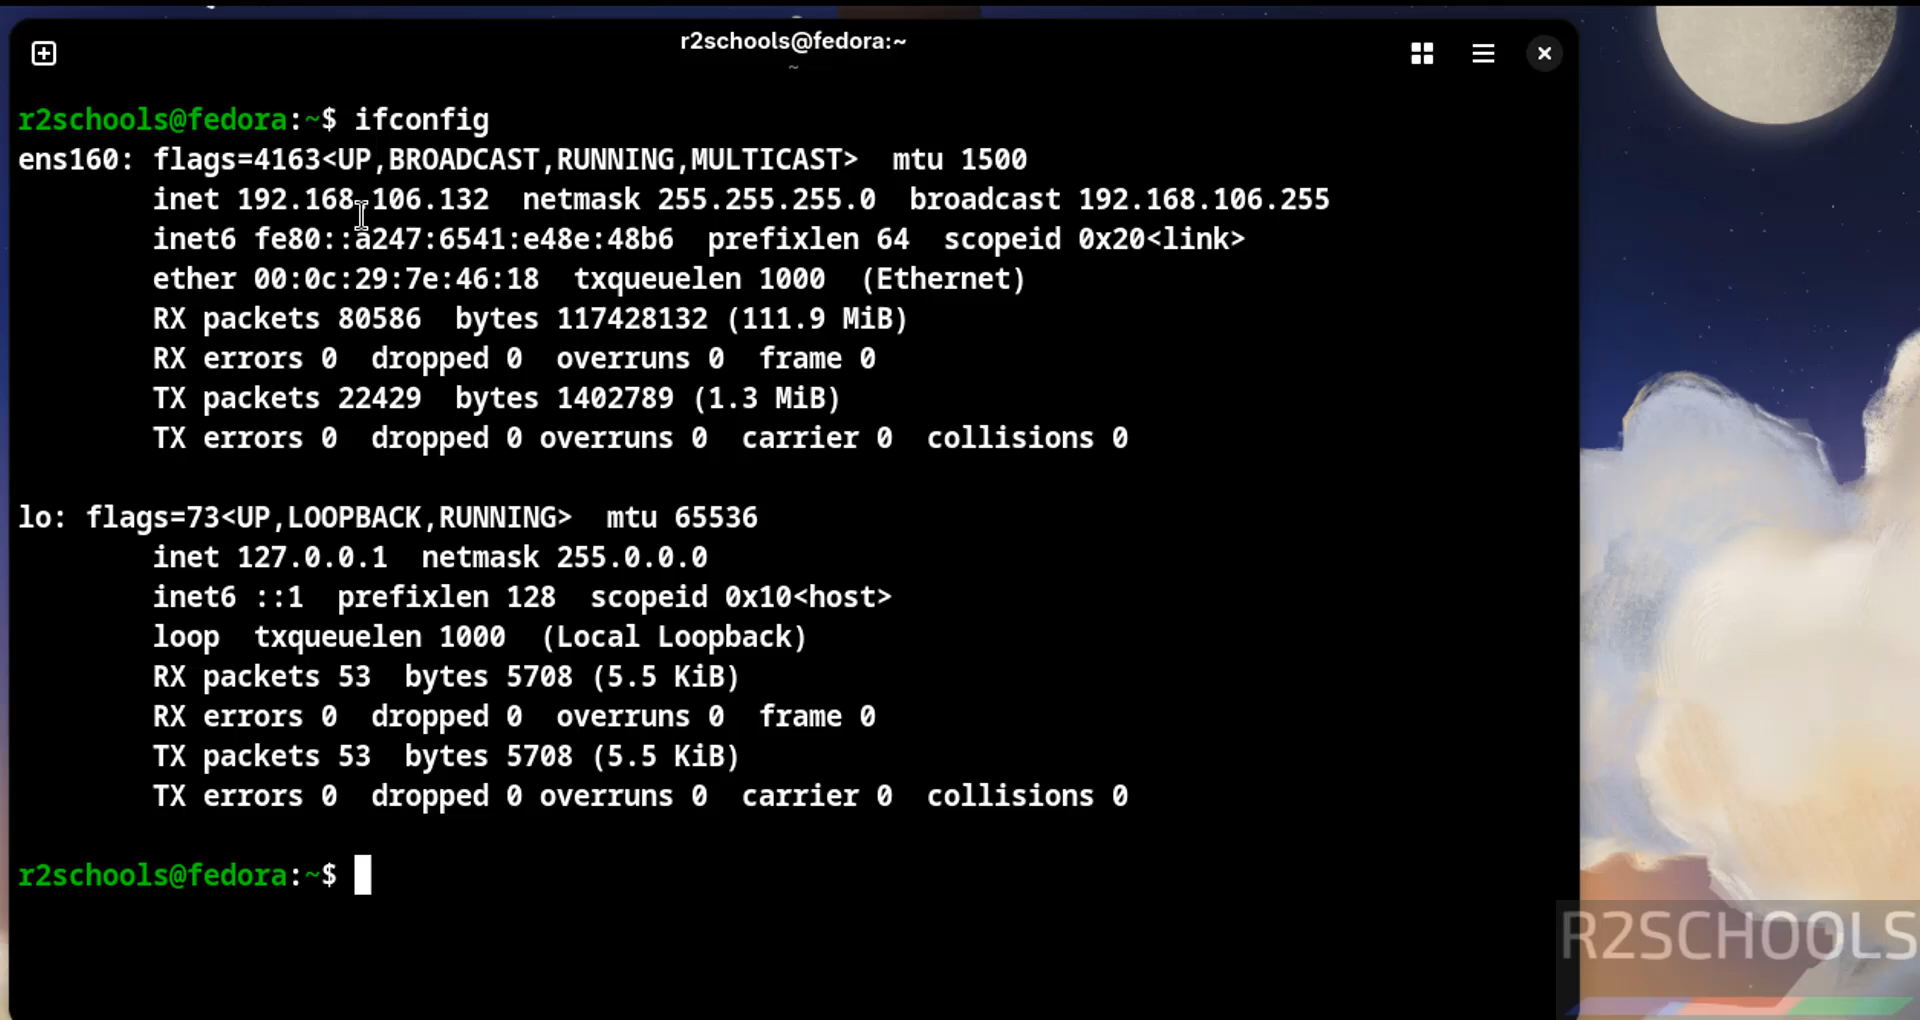 r2schools@fedora:~
~
r2schools@fedora:~$ ifconfig
ens160: flags=4163<UP,BROADCAST,RUNNING,MULTICAST>  mtu 1500
        inet 192.168.106.132  netmask 255.255.255.0  broadcast 192.168.106.255
        inet6 fe80::a247:6541:e48e:48b6  prefixlen 64  scopeid 0x20<link>
        ether 00:0c:29:7e:46:18  txqueuelen 1000  (Ethernet)
        RX packets 80586  bytes 117428132 (111.9 MiB)
        RX errors 0  dropped 0  overruns 0  frame 0
        TX packets 22429  bytes 1402789 (1.3 MiB)
        TX errors 0  dropped 0 overruns 0  carrier 0  collisions 0
lo: flags=73<UP,LOOPBACK,RUNNING>  mtu 65536
        inet 127.0.0.1  netmask 255.0.0.0
        inet6 ::1  prefixlen 128  scopeid 0x10<host>
        loop  txqueuelen 1000  (Local Loopback)
        RX packets 53  bytes 5708 (5.5 KiB)
        RX errors 0  dropped 0  overruns 0  frame 0
        TX packets 53  bytes 5708 (5.5 KiB)
        TX errors 0  dropped 0 overruns 0  carrier 0  collisions 0
r2schools@fedora:~$
R2SCHOOLS